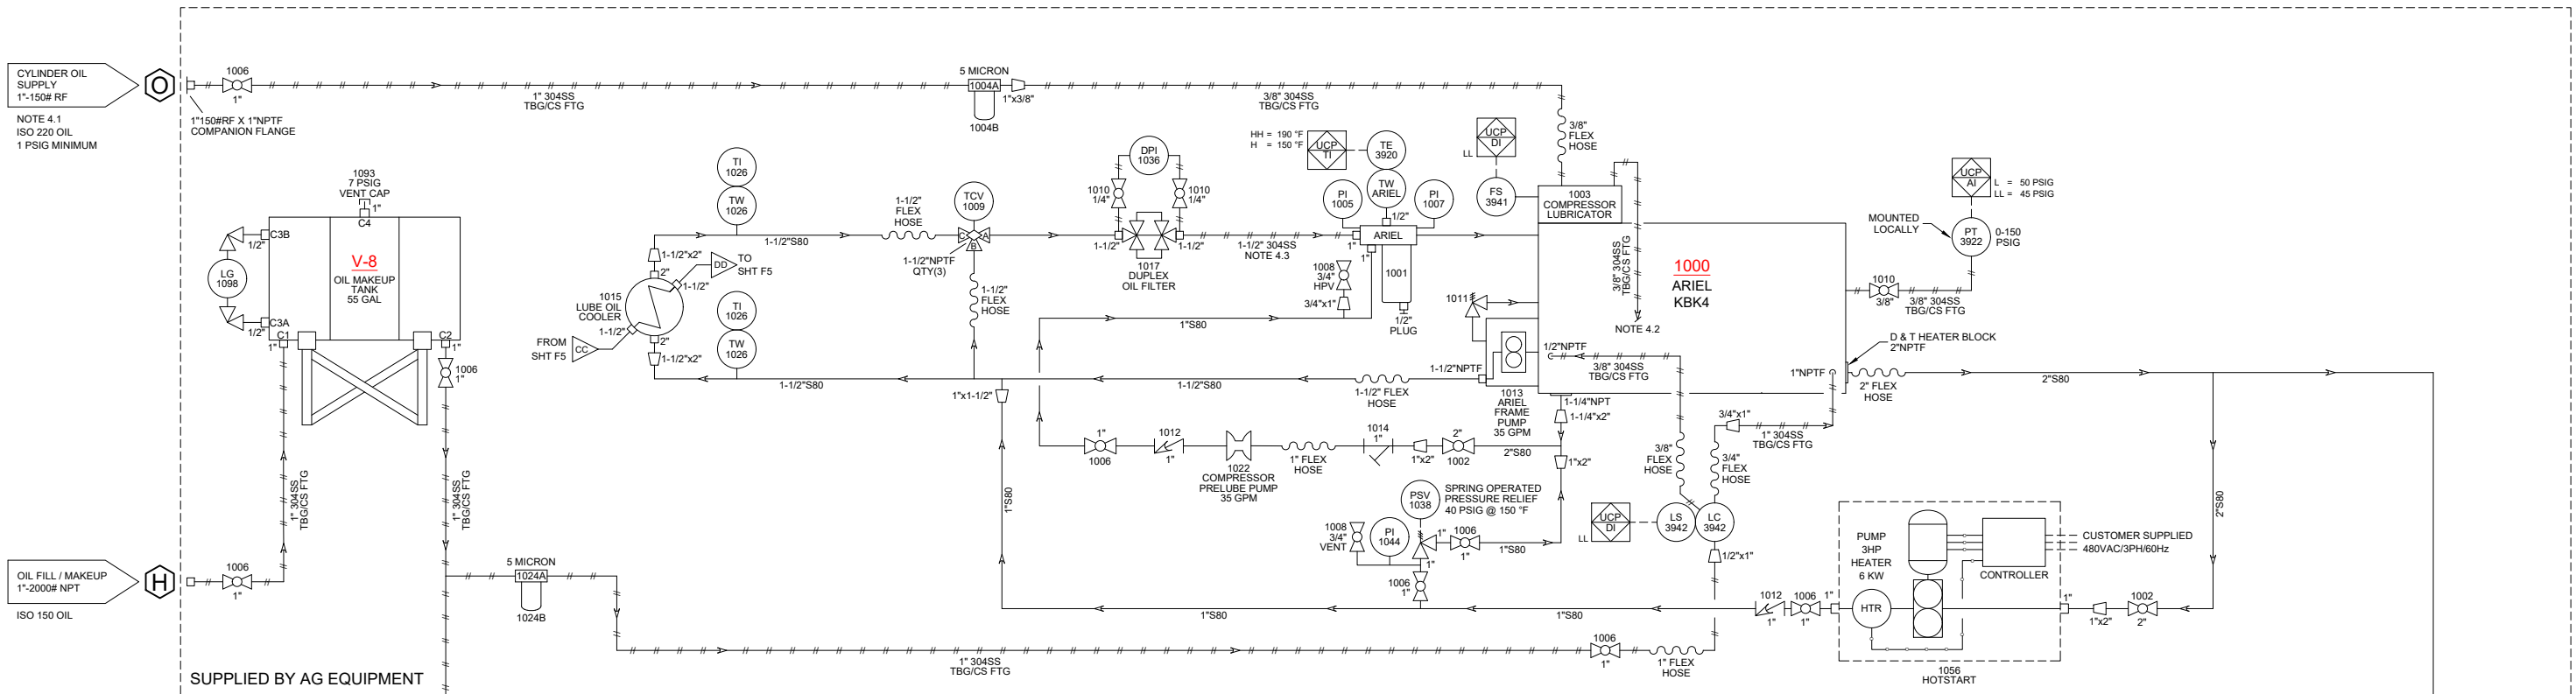 CYLINDER OIL
SUPPLY
1"-150# RF
O
NOTE 4.1
ISO 220 OIL
1 PSIG MINIMUM
1006
1"
1"150#RF X 1"NPTF
COMPANION FLANGE
1" 304SS
TBG/CS FTG
5 MICRON
1004A
1004B
1"x3/8"
3/8" 304SS
TBG/CS FTG
3/8"
FLEX
HOSE
1093
7 PSIG
VENT CAP
1"
C4
C3B
1/2"
LG
1098
C3A
1/2"
V-8
OIL MAKEUP
TANK
55 GAL
C1
1"
C2
1"
1006
1"
1" 304SS
TBG/CS FTG
1" 304SS
TBG/CS FTG
OIL FILL / MAKEUP
1"-2000# NPT
H
ISO 150 OIL
1006
1"
5 MICRON
1024A
1024B
SUPPLIED BY AG EQUIPMENT
TI
1026
TW
1026
1-1/2"S80
1-1/2"x2"
2"
DD
TO
SHT F5
1-1/2"
1015
LUBE OIL
COOLER
1-1/2"
FROM
SHT F5
CC
2"
1-1/2"x2"
TI
1026
TW
1026
1-1/2"S80
1-1/2"
FLEX
HOSE
TCV
1009
C
A
B
1-1/2"NPTF
QTY(3)
1-1/2"
FLEX
HOSE
DPI
1036
1010
1/4"
1010
1/4"
1-1/2"
1-1/2"
1017
DUPLEX
OIL FILTER
1-1/2" 304SS
NOTE 4.3
HH = 190 °F
H = 150 °F
UCP
TI
TE
3920
TW
ARIEL
PI
1005
PI
1007
1/2"
1"
ARIEL
1"
1001
1/2"
PLUG
1008
3/4"
HPV
3/4"x1"
1"S80
UCP
DI
LL
FS
3941
1003
COMPRESSOR
LUBRICATOR
3/8" 304SS
TBG/CS FTG
NOTE 4.2
1000
ARIEL
KBK4
1011
1/2"NPTF
3/8" 304SS
TBG/CS FTG
1-1/2"NPTF
1013
ARIEL
FRAME
PUMP
35 GPM
1-1/4"NPT
1-1/4"x2"
1-1/2"S80
1-1/2" FLEX
HOSE
1"x1-1/2"
1"S80
1"
1006
1012
1"
1022
COMPRESSOR
PRELUBE PUMP
35 GPM
1" FLEX
HOSE
1014
1"
1"x2"
2"
1002
2"S80
1"x2"
PSV
1038
SPRING OPERATED
PRESSURE RELIEF
40 PSIG @ 150 °F
1008
3/4"
VENT
PI
1044
1"
1006
1"
1"S80
1"
1006
1"
1"S80
1"S80
3/8"
FLEX
HOSE
3/4"
FLEX
HOSE
3/4"x1"
1" 304SS
TBG/CS FTG
UCP
DI
LL
LS
3942
LC
3942
1/2"x1"
1006
1"
1" FLEX
HOSE
1" 304SS
TBG/CS FTG
UCP
AI
L = 50 PSIG
LL = 45 PSIG
MOUNTED
LOCALLY
PT
3922
0-150
PSIG
1010
3/8"
3/8" 304SS
TBG/CS FTG
D & T HEATER BLOCK
2"NPTF
1"NPTF
2" FLEX
HOSE
2"S80
2"S80
PUMP
3HP
HEATER
6 KW
CONTROLLER
CUSTOMER SUPPLIED
480VAC/3PH/60Hz
HTR
1012
1"
1006
1"
1"
1"
1"x2"
1002
2"
1056
HOTSTART